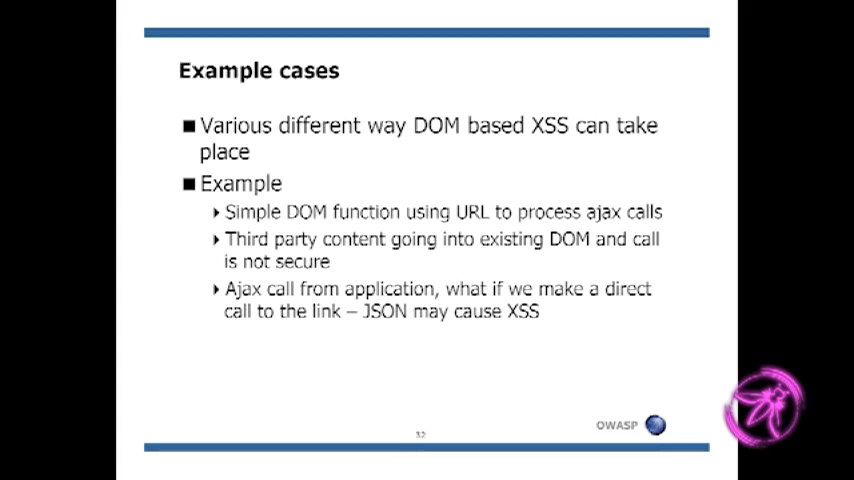 Example cases
Various different way DOM based XSS can take
place
Example
Simple DOM function using URL to process ajax calls
Third party content going into existing DOM and call
is not secure
Ajax call from application, what if we make a direct
call to the link – JSON may cause XSS
OWASP
32